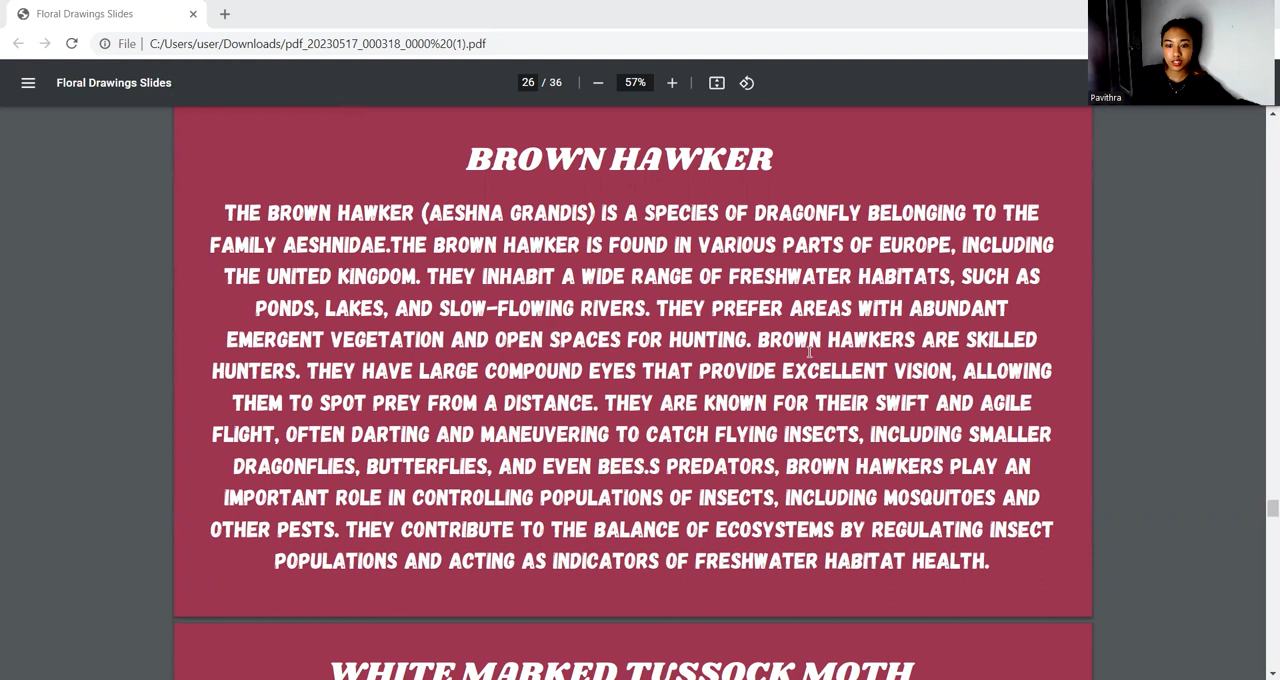 Floral Drawings Slides
File C:/Users/user/Downloads/pdf_20230517_000318_0000%20(1).pdf
Floral Drawings Slides 26 / 36 57%
Pavithra
BROWN HAWKER
THE BROWN HAWKER (AESHNA GRANDIS) IS A SPECIES OF DRAGONFLY BELONGING TO THE
FAMILY AESHNIDAE.THE BROWN HAWKER IS FOUND IN VARIOUS PARTS OF EUROPE, INCLUDING
THE UNITED KINGDOM. THEY INHABIT A WIDE RANGE OF FRESHWATER HABITATS, SUCH AS
PONDS, LAKES, AND SLOW-FLOWING RIVERS. THEY PREFER AREAS WITH ABUNDANT
EMERGENT VEGETATION AND OPEN SPACES FOR HUNTING. BROWN HAWKERS ARE SKILLED
HUNTERS. THEY HAVE LARGE COMPOUND EYES THAT PROVIDE EXCELLENT VISION, ALLOWING
THEM TO SPOT PREY FROM A DISTANCE. THEY ARE KNOWN FOR THEIR SWIFT AND AGILE
FLIGHT, OFTEN DARTING AND MANEUVERING TO CATCH FLYING INSECTS, INCLUDING SMALLER
DRAGONFLIES, BUTTERFLIES, AND EVEN BEES.S PREDATORS, BROWN HAWKERS PLAY AN
IMPORTANT ROLE IN CONTROLLING POPULATIONS OF INSECTS, INCLUDING MOSQUITOES AND
OTHER PESTS. THEY CONTRIBUTE TO THE BALANCE OF ECOSYSTEMS BY REGULATING INSECT
POPULATIONS AND ACTING AS INDICATORS OF FRESHWATER HABITAT HEALTH.
WHITE MARKED TUSSOCK MOTH